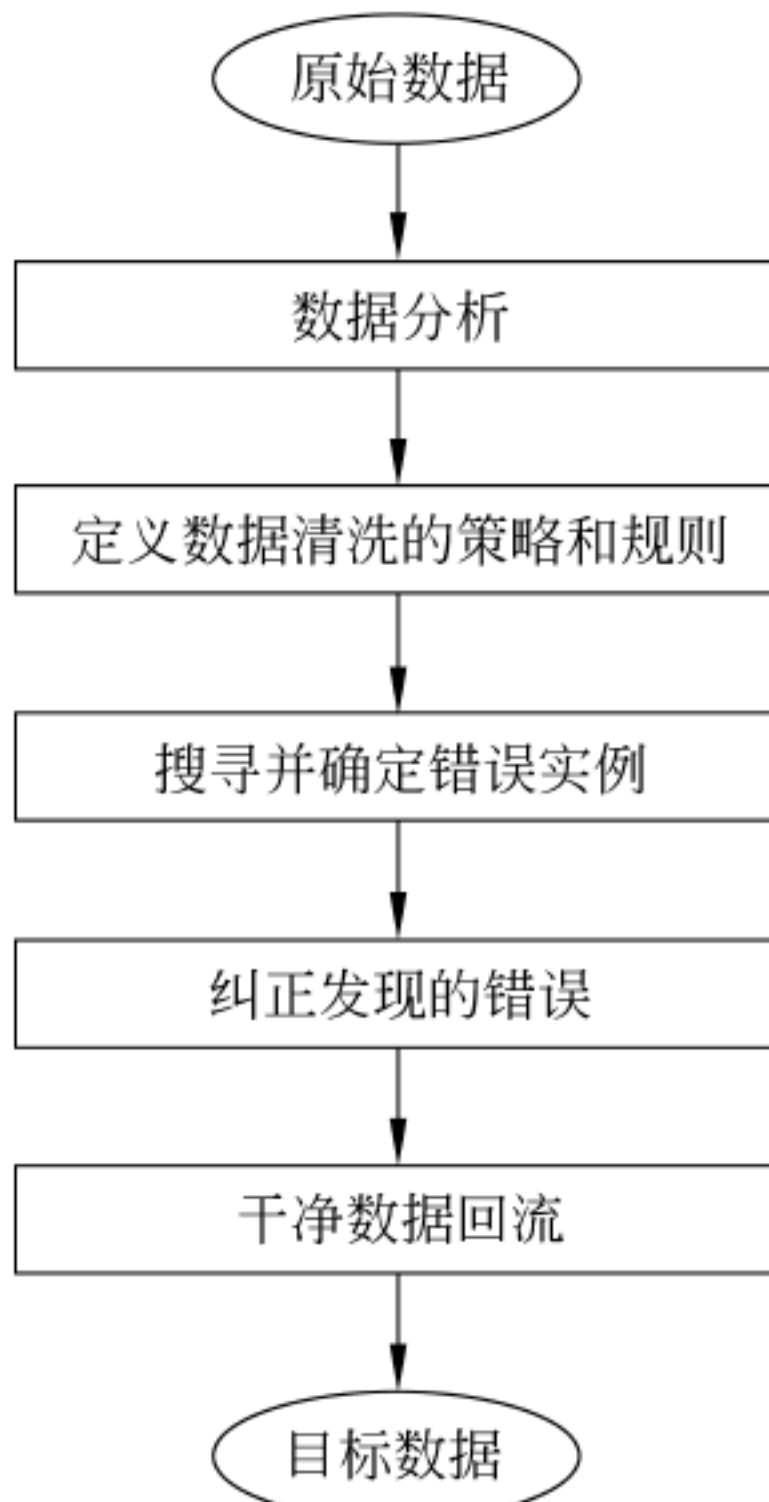 原始数据
数据分析
定义数据清洗的策略和规则
搜寻并确定错误实例
纠正发现的错误
干净数据回流
目标数据